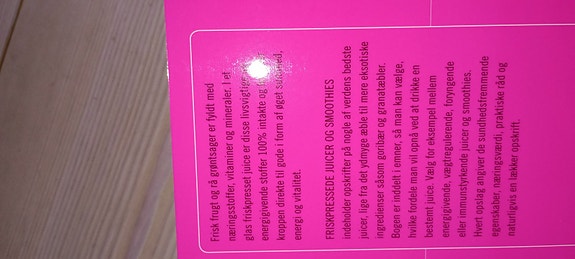 Frisk frugt og rå grøntsager er fyldt med
næringsstoffer, vitaminer og mineraler. I et
glas friskpresset juice er disse livsvigtige,
energigivende stoffer 100% intakte og
kroppen direkte til gode i form af øget
energi og vitalitet.
FRISKPRESSEDE JUICER OG SMOOTHIES
indeholder opskrifter på nogle af verdens bedste
juicer, lige fra det ydmyge æble til mere eksotiske
ingredienser såsom goribær og granatæbler.
Bogen er inddelt i emner, så man kan vælge,
hvilke fordele man vil opnå ved at drikke en
bestemt juice. Vælg for eksempel mellem
energigivende, vægtregulerende, foryngende
eller immunstyrkende juicer og smoothies.
Hvert opslag angiver de sundhedsfremmende
egenskaber, næringsværdi, praktiske råd og
naturligvis en lækker opskrift.